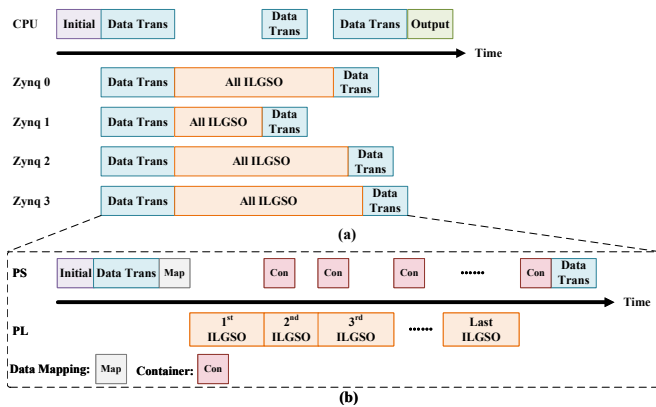 CPU
Initial
Data Trans
Data
Trans
Data Trans
Output
Time
Zynq 0
Data Trans
All ILGSO
Data
Trans
Zynq 1
Data Trans
All ILGSO
Data
Trans
Zynq 2
Data Trans
All ILGSO
Data
Trans
Zynq 3
Data Trans
All ILGSO
Data
Trans
(a)
PS
Initial
Data Trans
Map
Con
Con
Con
......
Con
Data
Trans
Time
PL
1st
ILGSO
2nd
ILGSO
3rd
ILGSO
......
Last
ILGSO
Data Mapping:
Map
Container:
Con
(b)